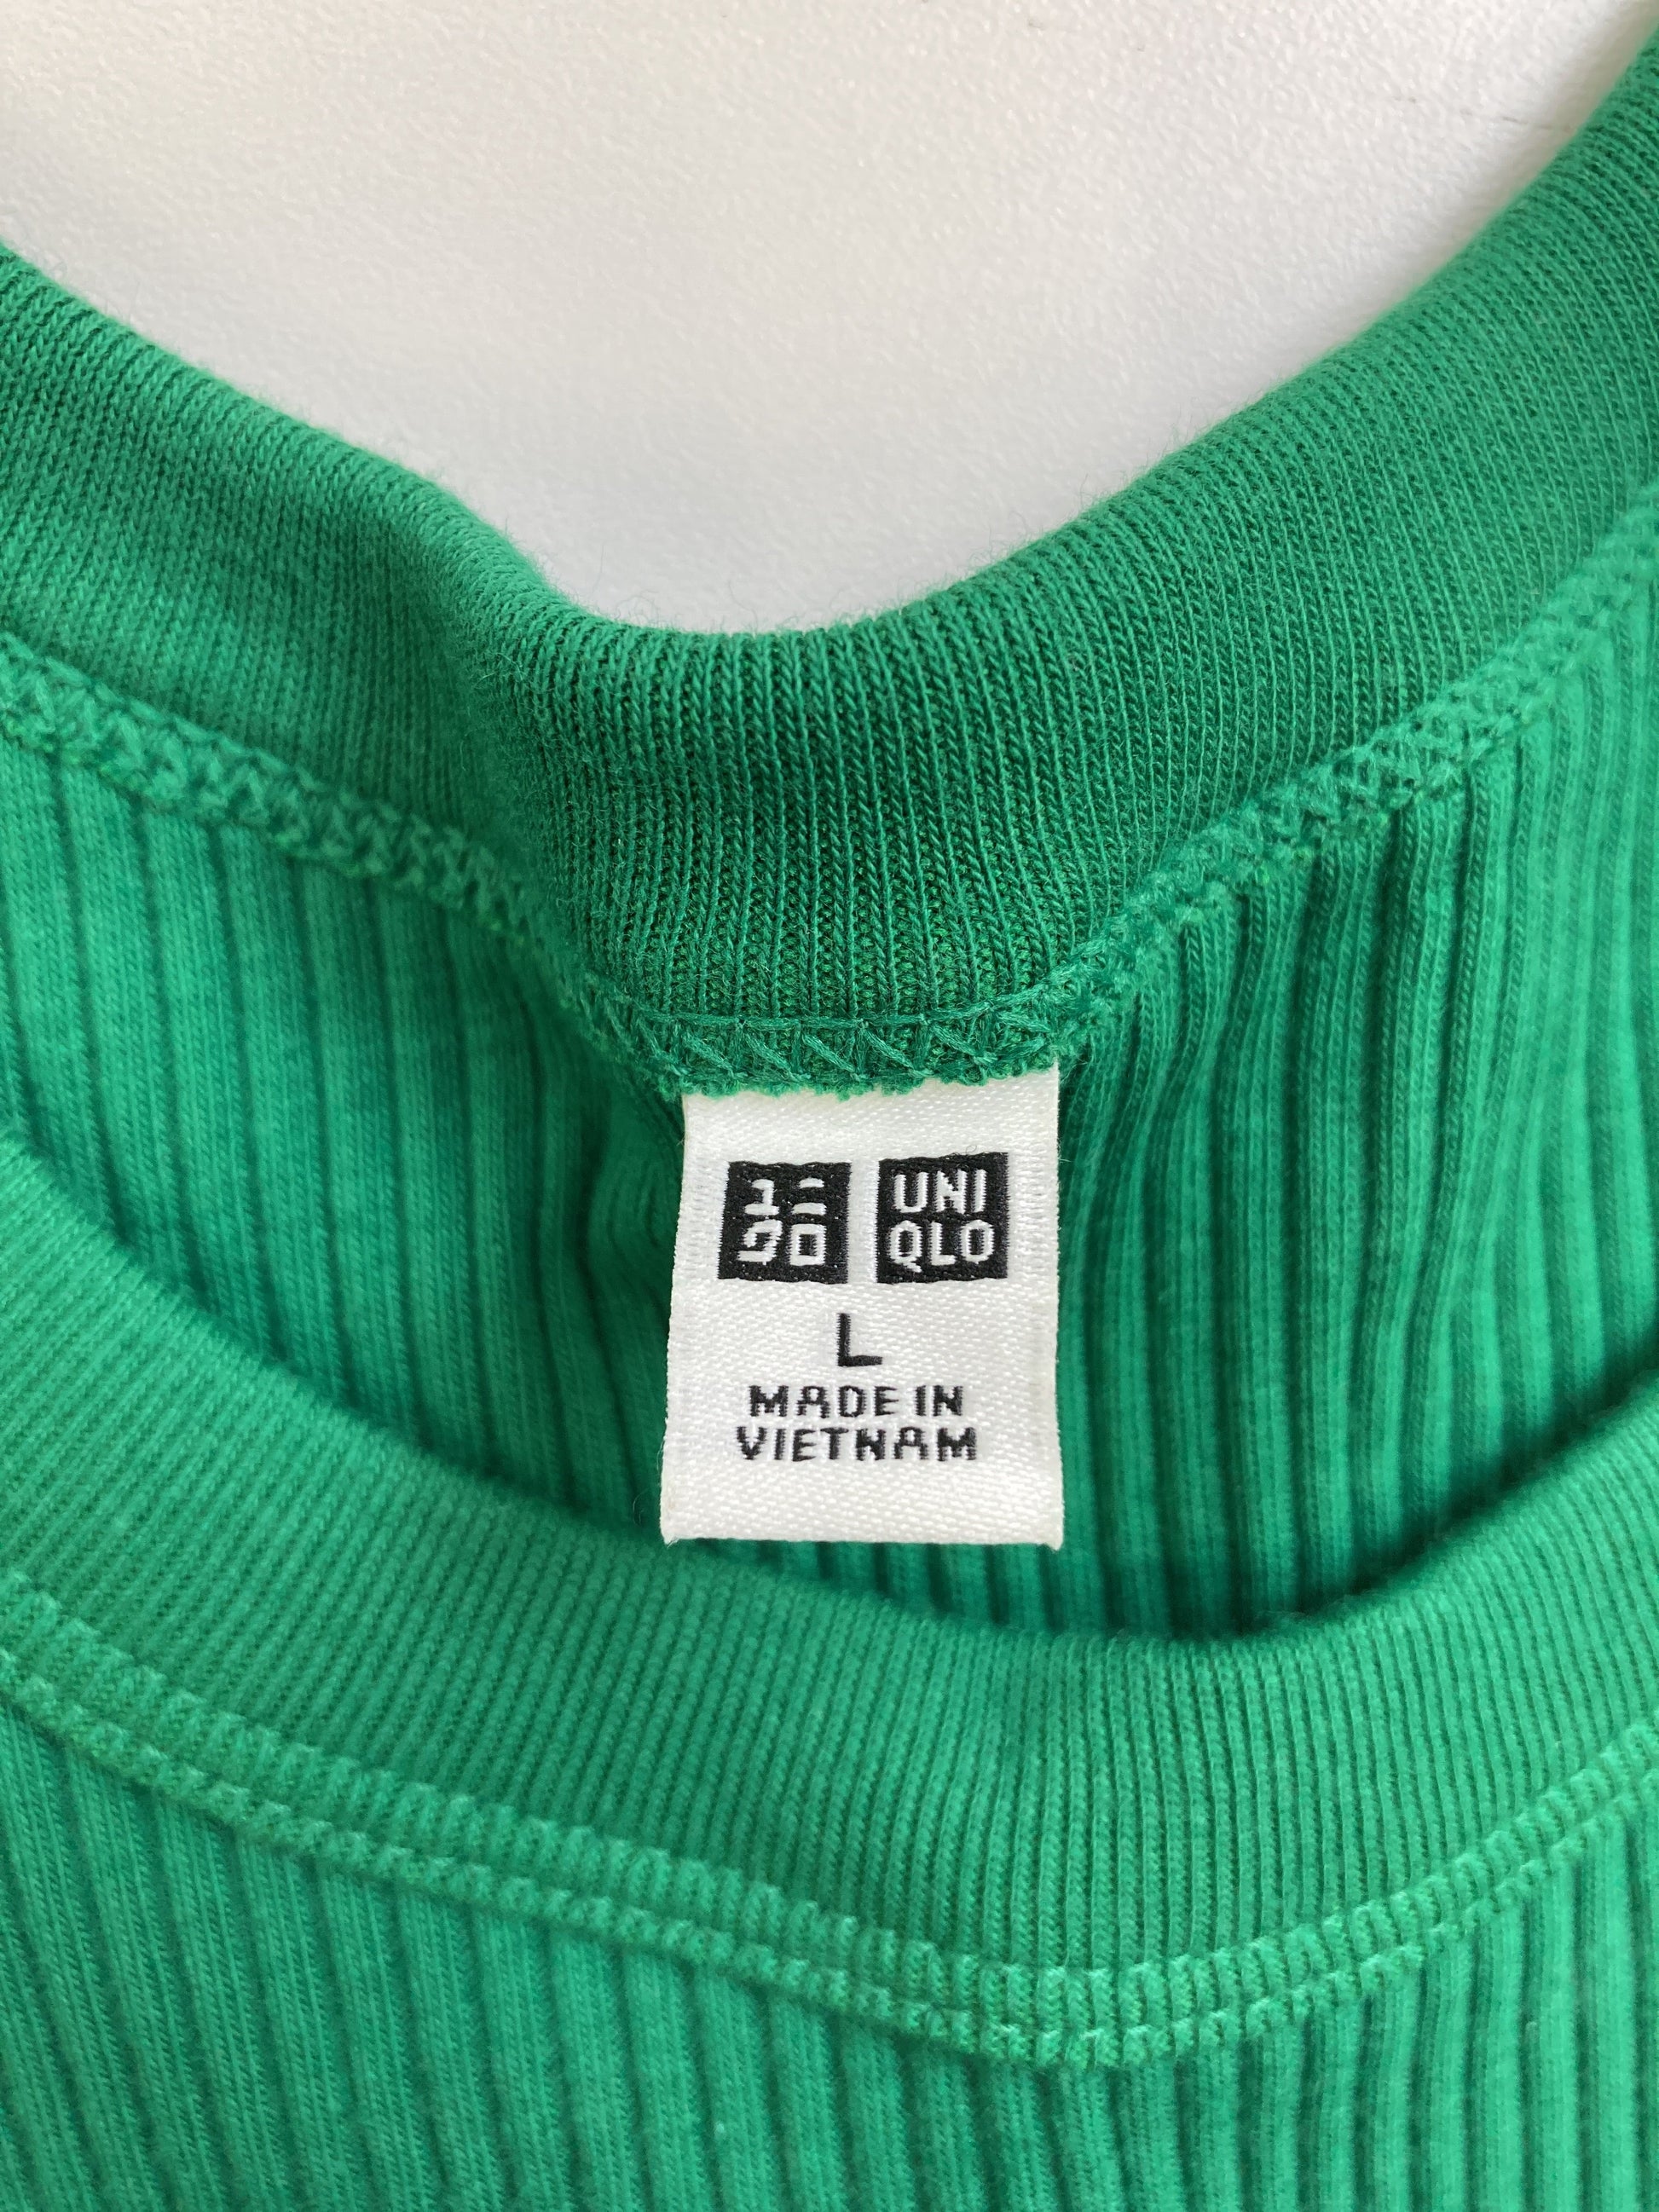 ユニ
クロ
UNI
QLO
L
MADE IN
VIETNAM